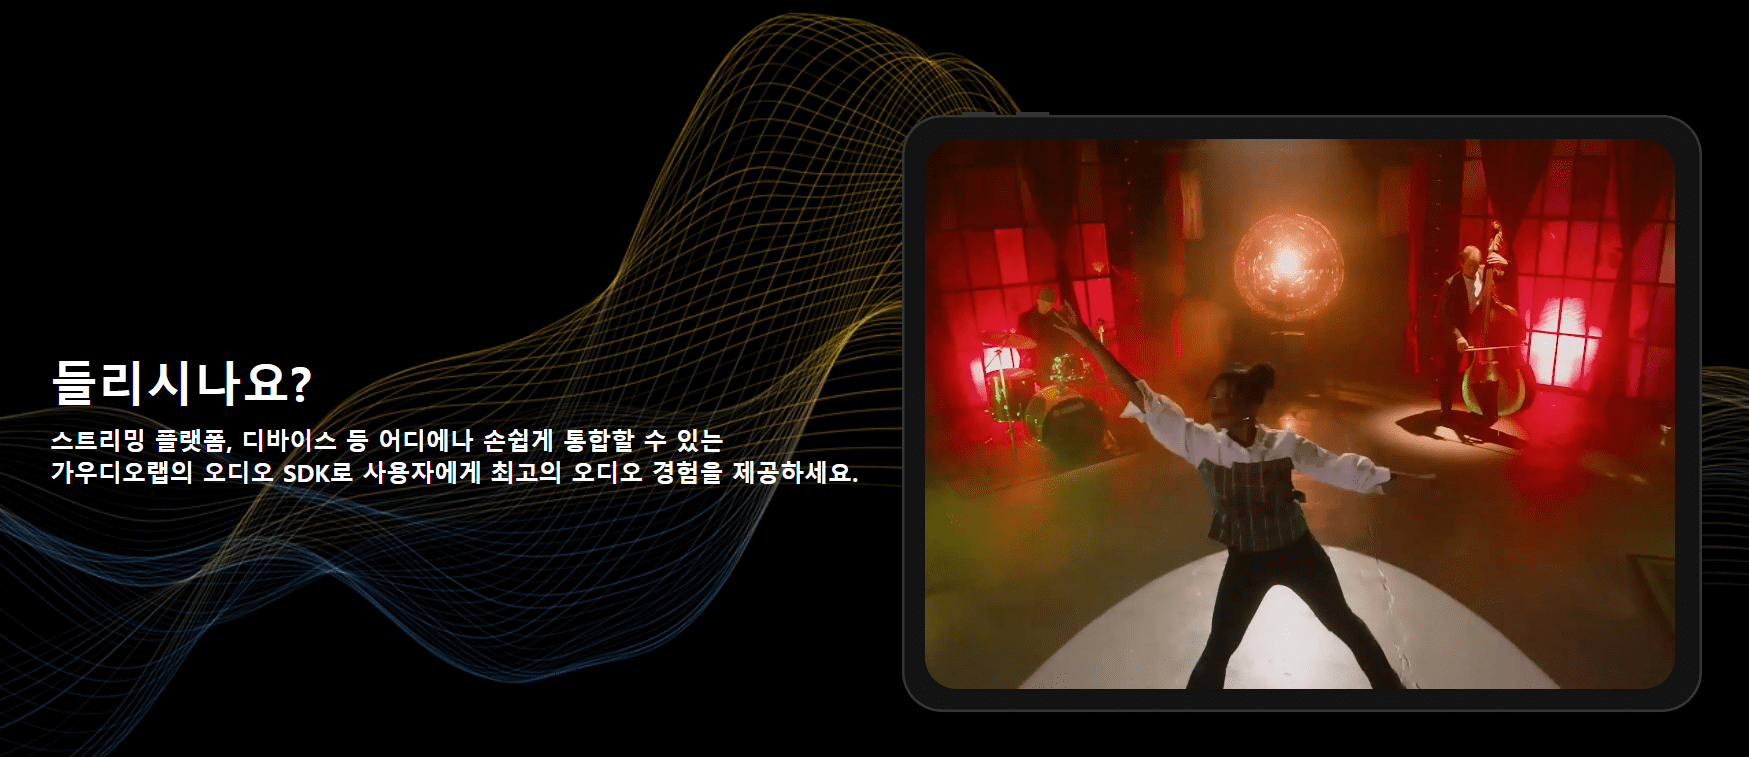 들리시나요?
스트리밍 플랫폼, 디바이스 등 어디에나 손쉽게 통합할 수 있는
가우디오랩의 오디오 SDK로 사용자에게 최고의 오디오 경험을 제공하세요.